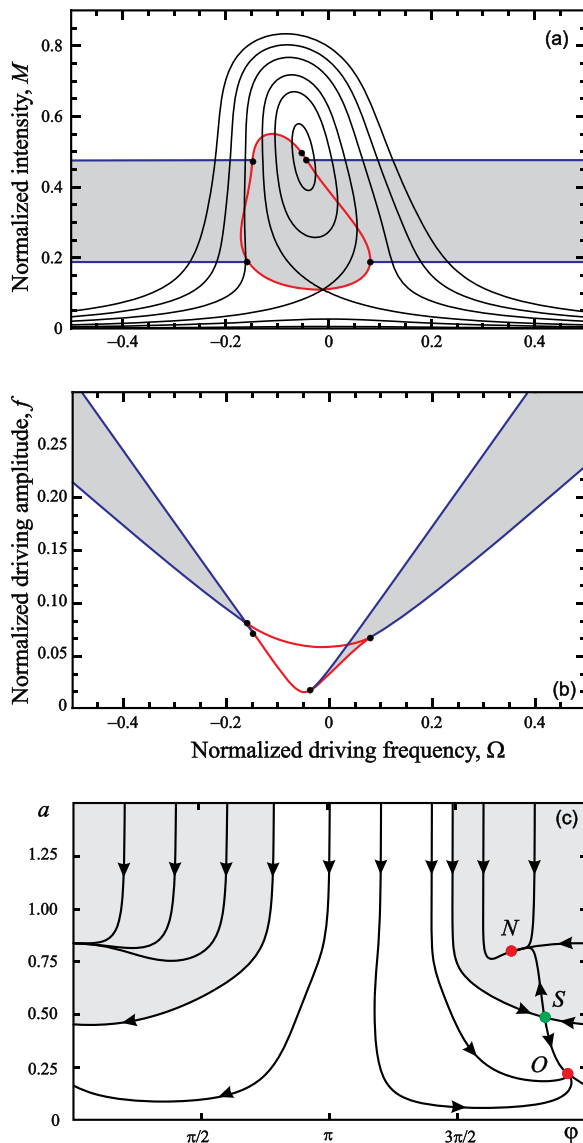 (a)
Normalized intensity, M
0.8
0.6
0.4
0.2
0
−0.4 −0.2 0 0.2 0.4
(b)
Normalized driving amplitude, f
0.25
0.20
0.15
0.10
0.05
0
−0.4 −0.2 0 0.2 0.4
Normalized driving frequency, Ω
(c)
a
1.25
1.00
0.75
0.50
0.25
0
N
S
O
π/2 π 3π/2 φ